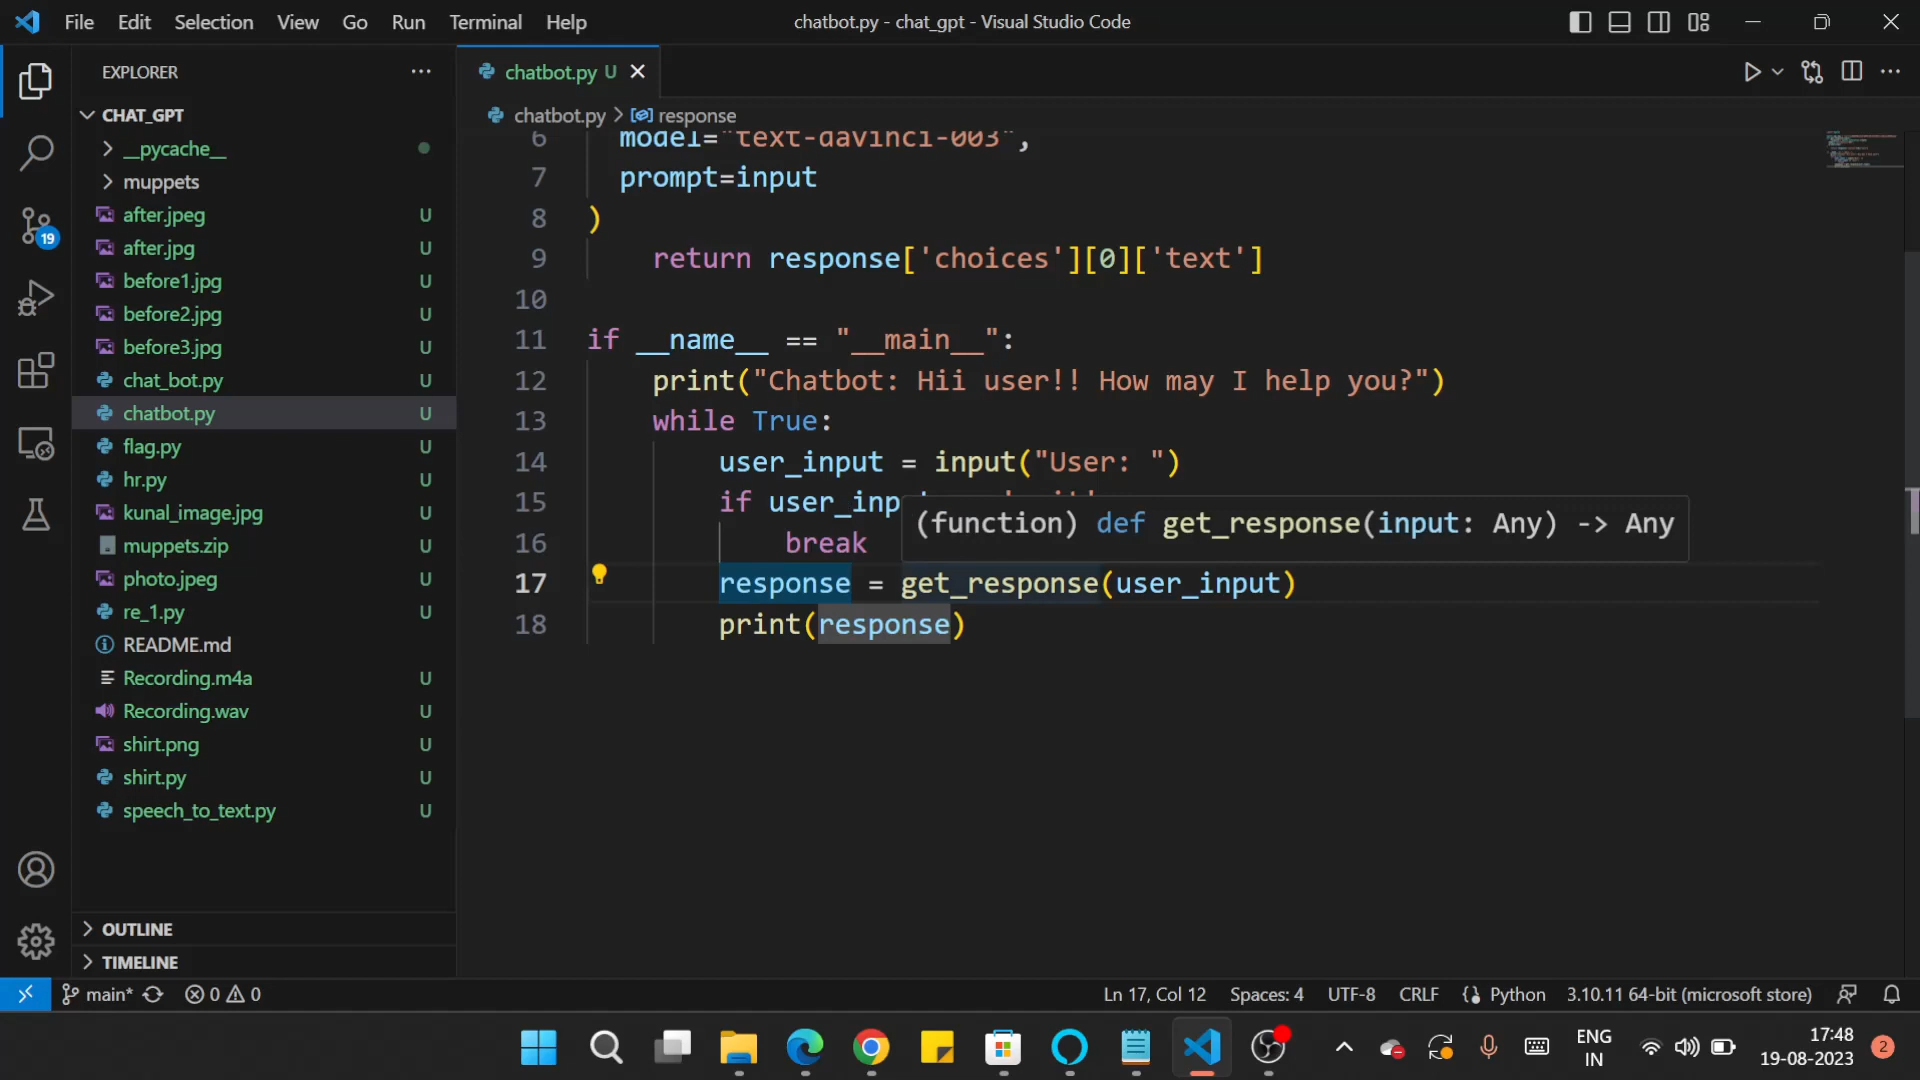 File Edit Selection View Go Run Terminal Help
chatbot.py - chat_gpt - Visual Studio Code
EXPLORER
CHAT_GPT
__pycache__
muppets
after.jpeg U
after.jpg U
before1.jpg U
before2.jpg U
before3.jpg U
chat_bot.py U
chatbot.py U
flag.py U
hr.py U
kunal_image.jpg U
muppets.zip U
photo.jpeg U
re_1.py U
README.md
Recording.m4a U
Recording.wav U
shirt.png U
shirt.py U
speech_to_text.py U
OUTLINE
TIMELINE
19
chatbot.py U
chatbot.py > response
6 model="text-davinci-003",
7 prompt=input
8 )
9 return response['choices'][0]['text']
10
11 if __name__ == "__main__":
12 print("Chatbot: Hii user!! How may I help you?")
13 while True:
14 user_input = input("User: ")
15 if user_inp
(function) def get_response(input: Any) -> Any
16 break
17 response = get_response(user_input)
18 print(response)
main* 0 0
Ln 17, Col 12 Spaces: 4 UTF-8 CRLF Python 3.10.11 64-bit (microsoft store)
ENG
IN
17:48
19-08-2023
2